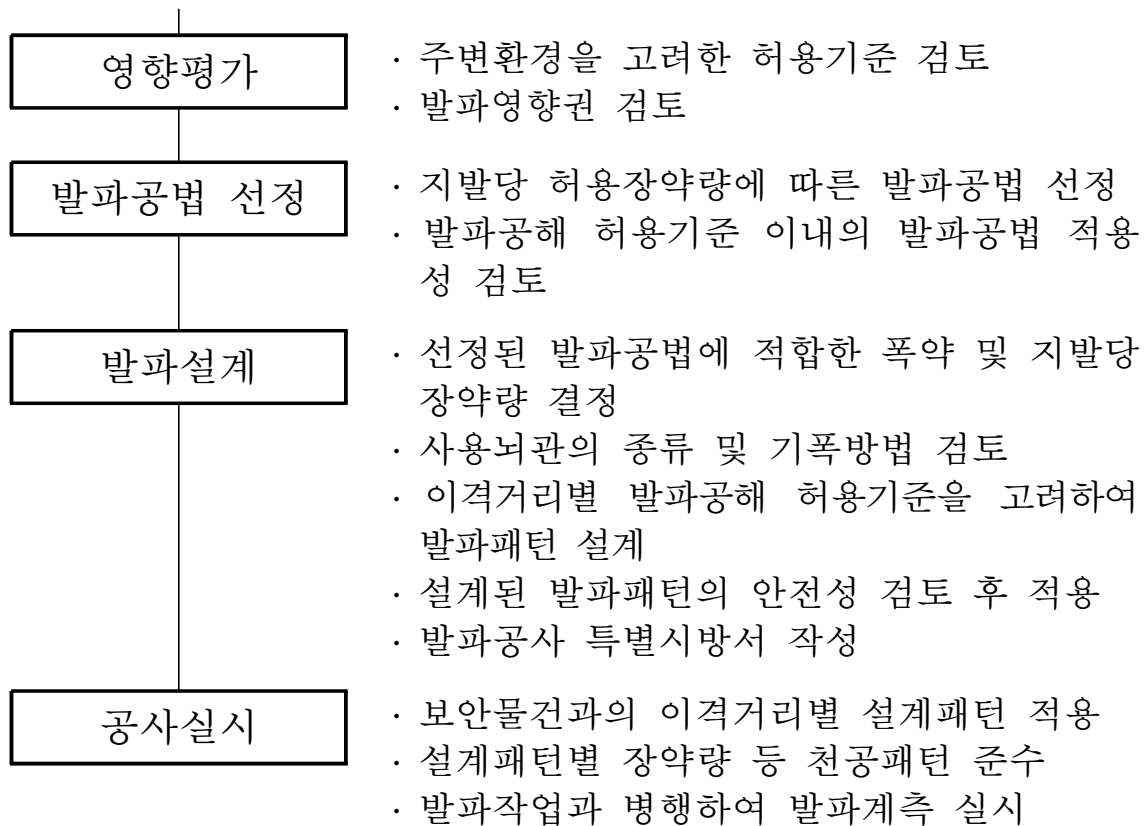 영향평가
· 주변환경을 고려한 허용기준 검토
· 발파영향권 검토
발파공법 선정
· 지발당 허용장약량에 따른 발파공법 선정
· 발파공해 허용기준 이내의 발파공법 적용
성 검토
발파설계
· 선정된 발파공법에 적합한 폭약 및 지발당
장약량 결정
· 사용뇌관의 종류 및 기폭방법 검토
· 이격거리별 발파공해 허용기준을 고려하여
발파패턴 설계
· 설계된 발파패턴의 안전성 검토 후 적용
· 발파공사 특별시방서 작성
공사실시
· 보안물건과의 이격거리별 설계패턴 적용
· 설계패턴별 장약량 등 천공패턴 준수
· 발파작업과 병행하여 발파계측 실시